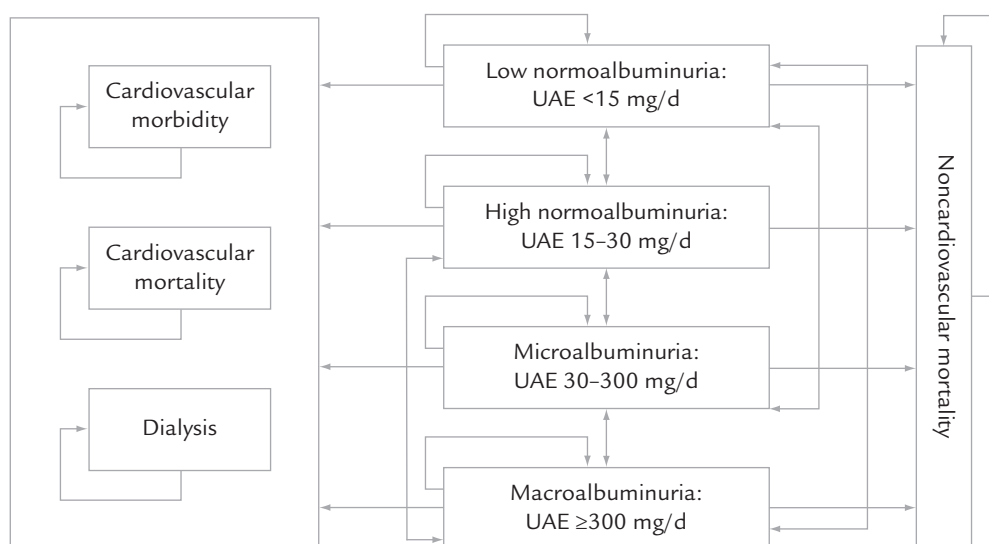 Cardiovascular
morbidity
Cardiovascular
mortality
Dialysis
Low normoalbuminuria:
UAE <15 mg/d
High normoalbuminuria:
UAE 15–30 mg/d
Microalbuminuria:
UAE 30–300 mg/d
Macroalbuminuria:
UAE ≥300 mg/d
Noncardiovascular mortality